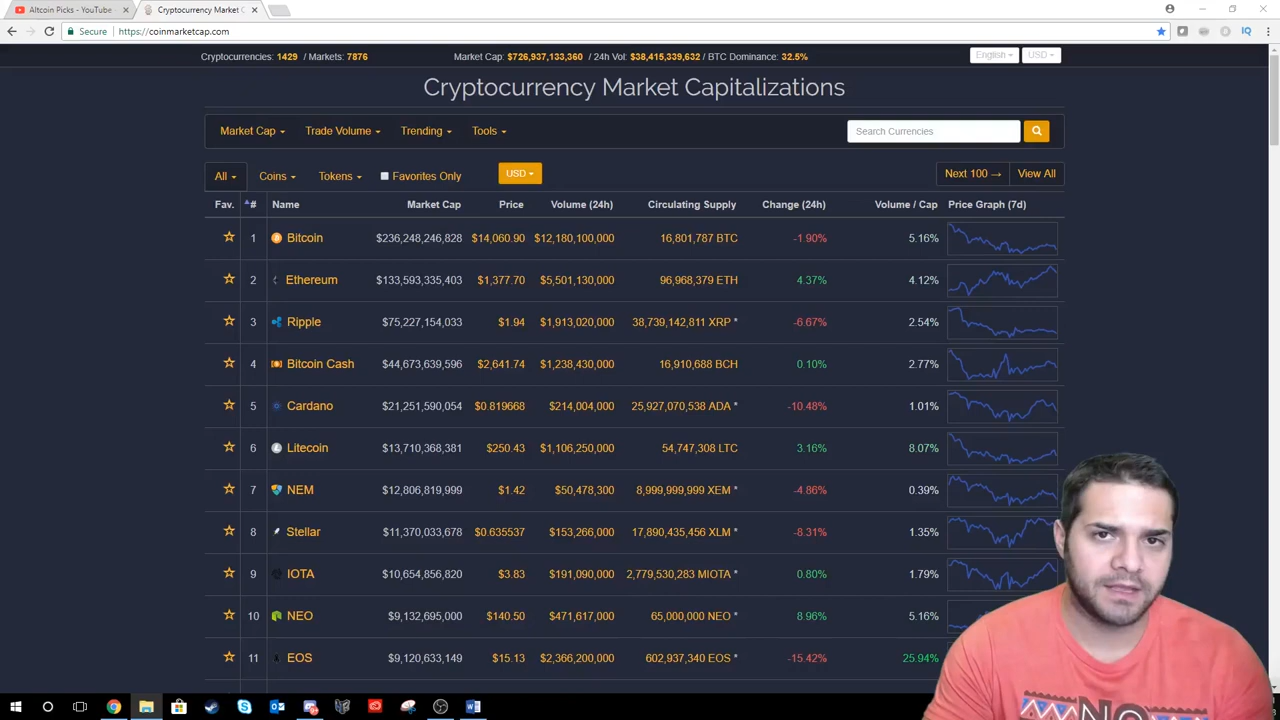 Altcoin Picks - YouTube
Cryptocurrency Market C
Secure
https://coinmarketcap.com
Cryptocurrencies: 1429 / Markets: 7876
Market Cap: $726,937,133,360 / 24h Vol: $38,415,339,632 / BTC Dominance: 32.5%
English
USD
Cryptocurrency Market Capitalizations
Market Cap Trade Volume Trending Tools
Search Currencies
All Coins Tokens Favorites Only USD Next 100 → View All
Fav. # Name Market Cap Price Volume (24h) Circulating Supply Change (24h) Volume / Cap Price Graph (7d)
1 Bitcoin $236,248,246,828 $14,060.90 $12,180,100,000 16,801,787 BTC -1.90% 5.16%
2 Ethereum $133,593,335,403 $1,377.70 $5,501,130,000 96,968,379 ETH 4.37% 4.12%
3 Ripple $75,227,154,033 $1.94 $1,913,020,000 38,739,142,811 XRP * -6.67% 2.54%
4 Bitcoin Cash $44,673,639,596 $2,641.74 $1,238,430,000 16,910,688 BCH 0.10% 2.77%
5 Cardano $21,251,590,054 $0.819668 $214,004,000 25,927,070,538 ADA * -10.48% 1.01%
6 Litecoin $13,710,368,381 $250.43 $1,106,250,000 54,747,308 LTC 3.16% 8.07%
7 NEM $12,806,819,999 $1.42 $50,478,300 8,999,999,999 XEM * -4.86% 0.39%
8 Stellar $11,370,033,678 $0.635537 $153,266,000 17,890,435,456 XLM * -8.31% 1.35%
9 IOTA $10,654,856,820 $3.83 $191,090,000 2,779,530,283 MIOTA * 0.80% 1.79%
10 NEO $9,132,695,000 $140.50 $471,617,000 65,000,000 NEO * 8.96% 5.16%
11 EOS $9,120,633,149 $15.13 $2,366,200,000 602,937,340 EOS * -15.42% 25.94%
NO